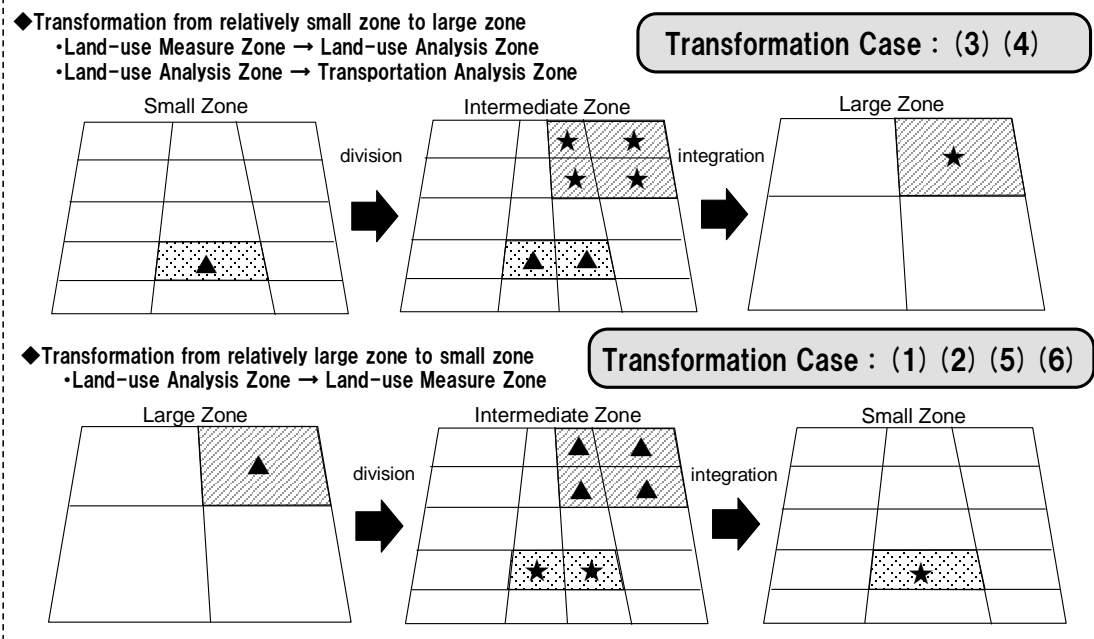 ◆Transformation from relatively small zone to large zone
・Land-use Measure Zone → Land-use Analysis Zone
・Land-use Analysis Zone → Transportation Analysis Zone
Transformation Case : (3) (4)
Small Zone
division
Intermediate Zone
integration
Large Zone
◆Transformation from relatively large zone to small zone
・Land-use Analysis Zone → Land-use Measure Zone
Transformation Case : (1) (2) (5) (6)
Large Zone
division
Intermediate Zone
integration
Small Zone